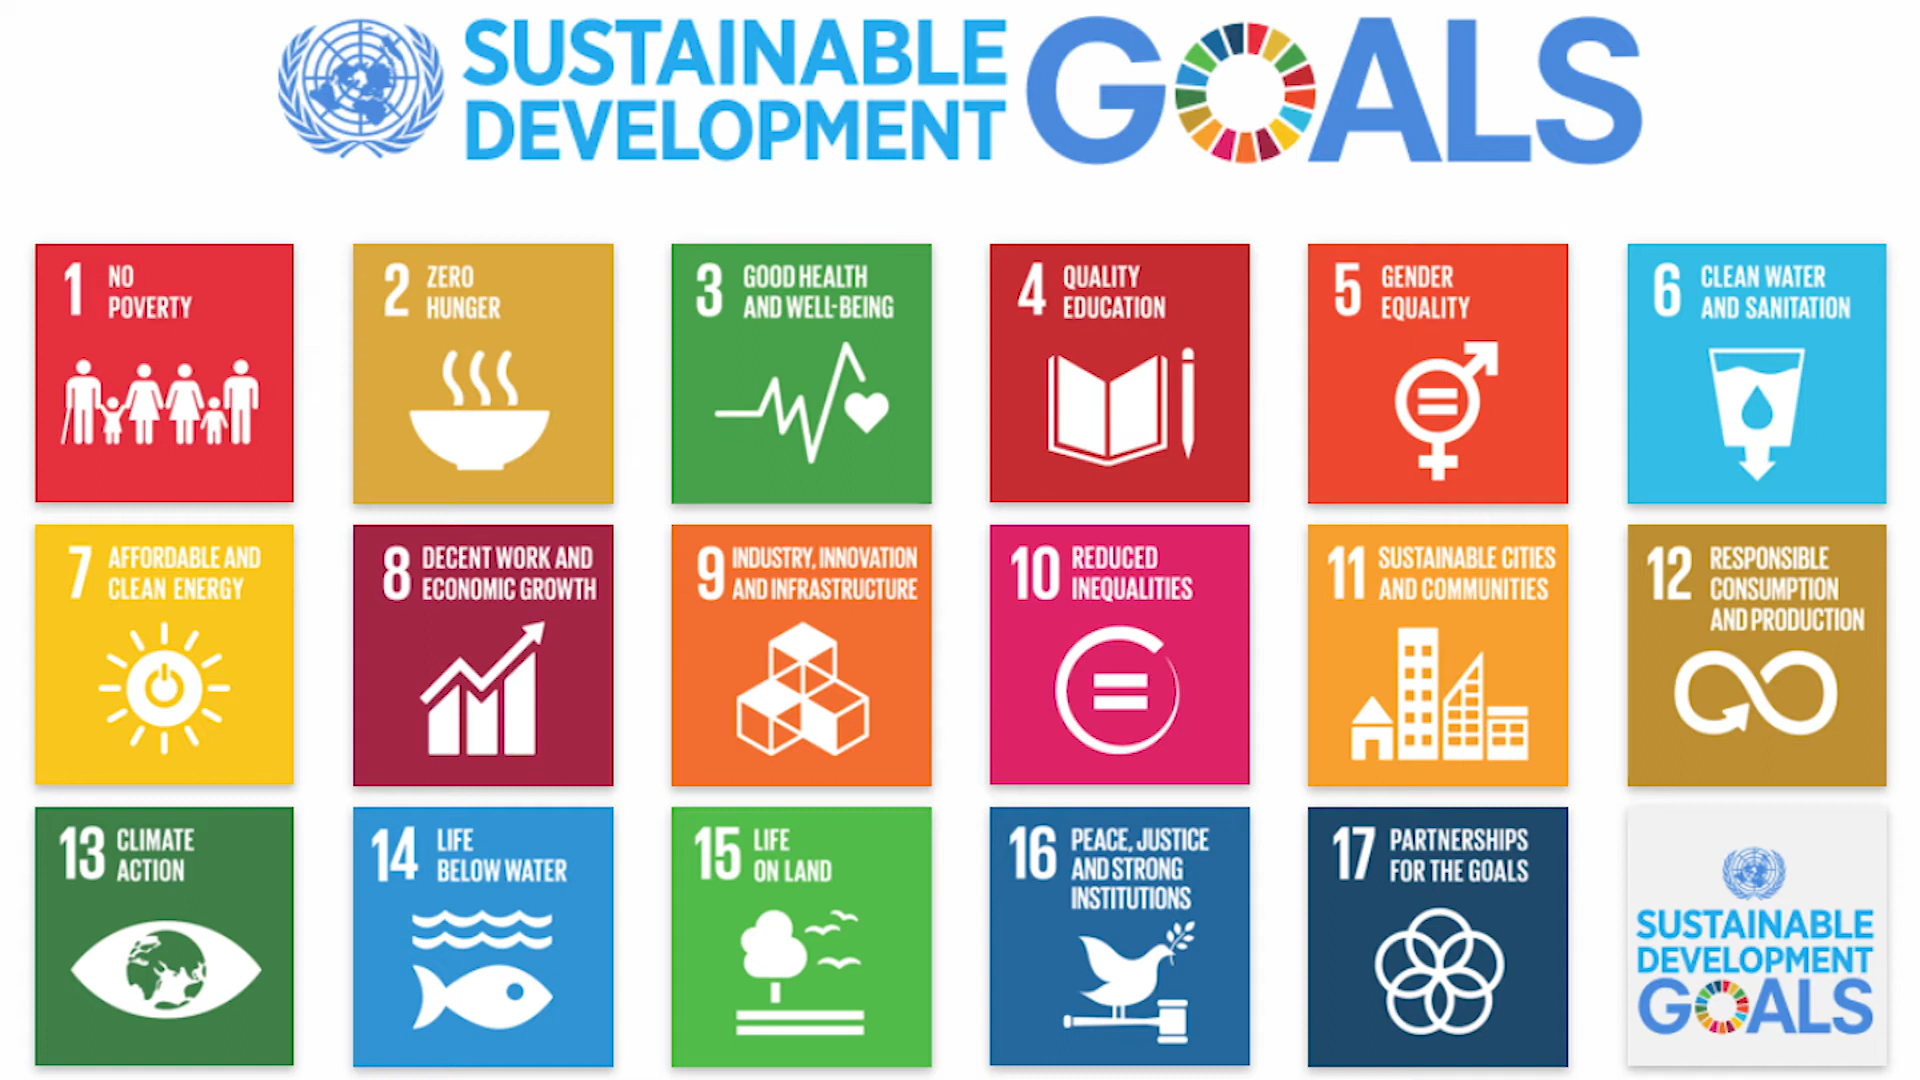 SUSTAINABLE
DEVELOPMENT
GOALS
1 NO
POVERTY
2 ZERO
HUNGER
3 GOOD HEALTH
AND WELL-BEING
4 QUALITY
EDUCATION
5 GENDER
EQUALITY
6 CLEAN WATER
AND SANITATION
7 AFFORDABLE AND
CLEAN ENERGY
8 DECENT WORK AND
ECONOMIC GROWTH
9 INDUSTRY, INNOVATION
AND INFRASTRUCTURE
10 REDUCED
INEQUALITIES
11 SUSTAINABLE CITIES
AND COMMUNITIES
12 RESPONSIBLE
CONSUMPTION
AND PRODUCTION
13 CLIMATE
ACTION
14 LIFE
BELOW WATER
15 LIFE
ON LAND
16 PEACE, JUSTICE
AND STRONG
INSTITUTIONS
17 PARTNERSHIPS
FOR THE GOALS
SUSTAINABLE
DEVELOPMENT
GOALS